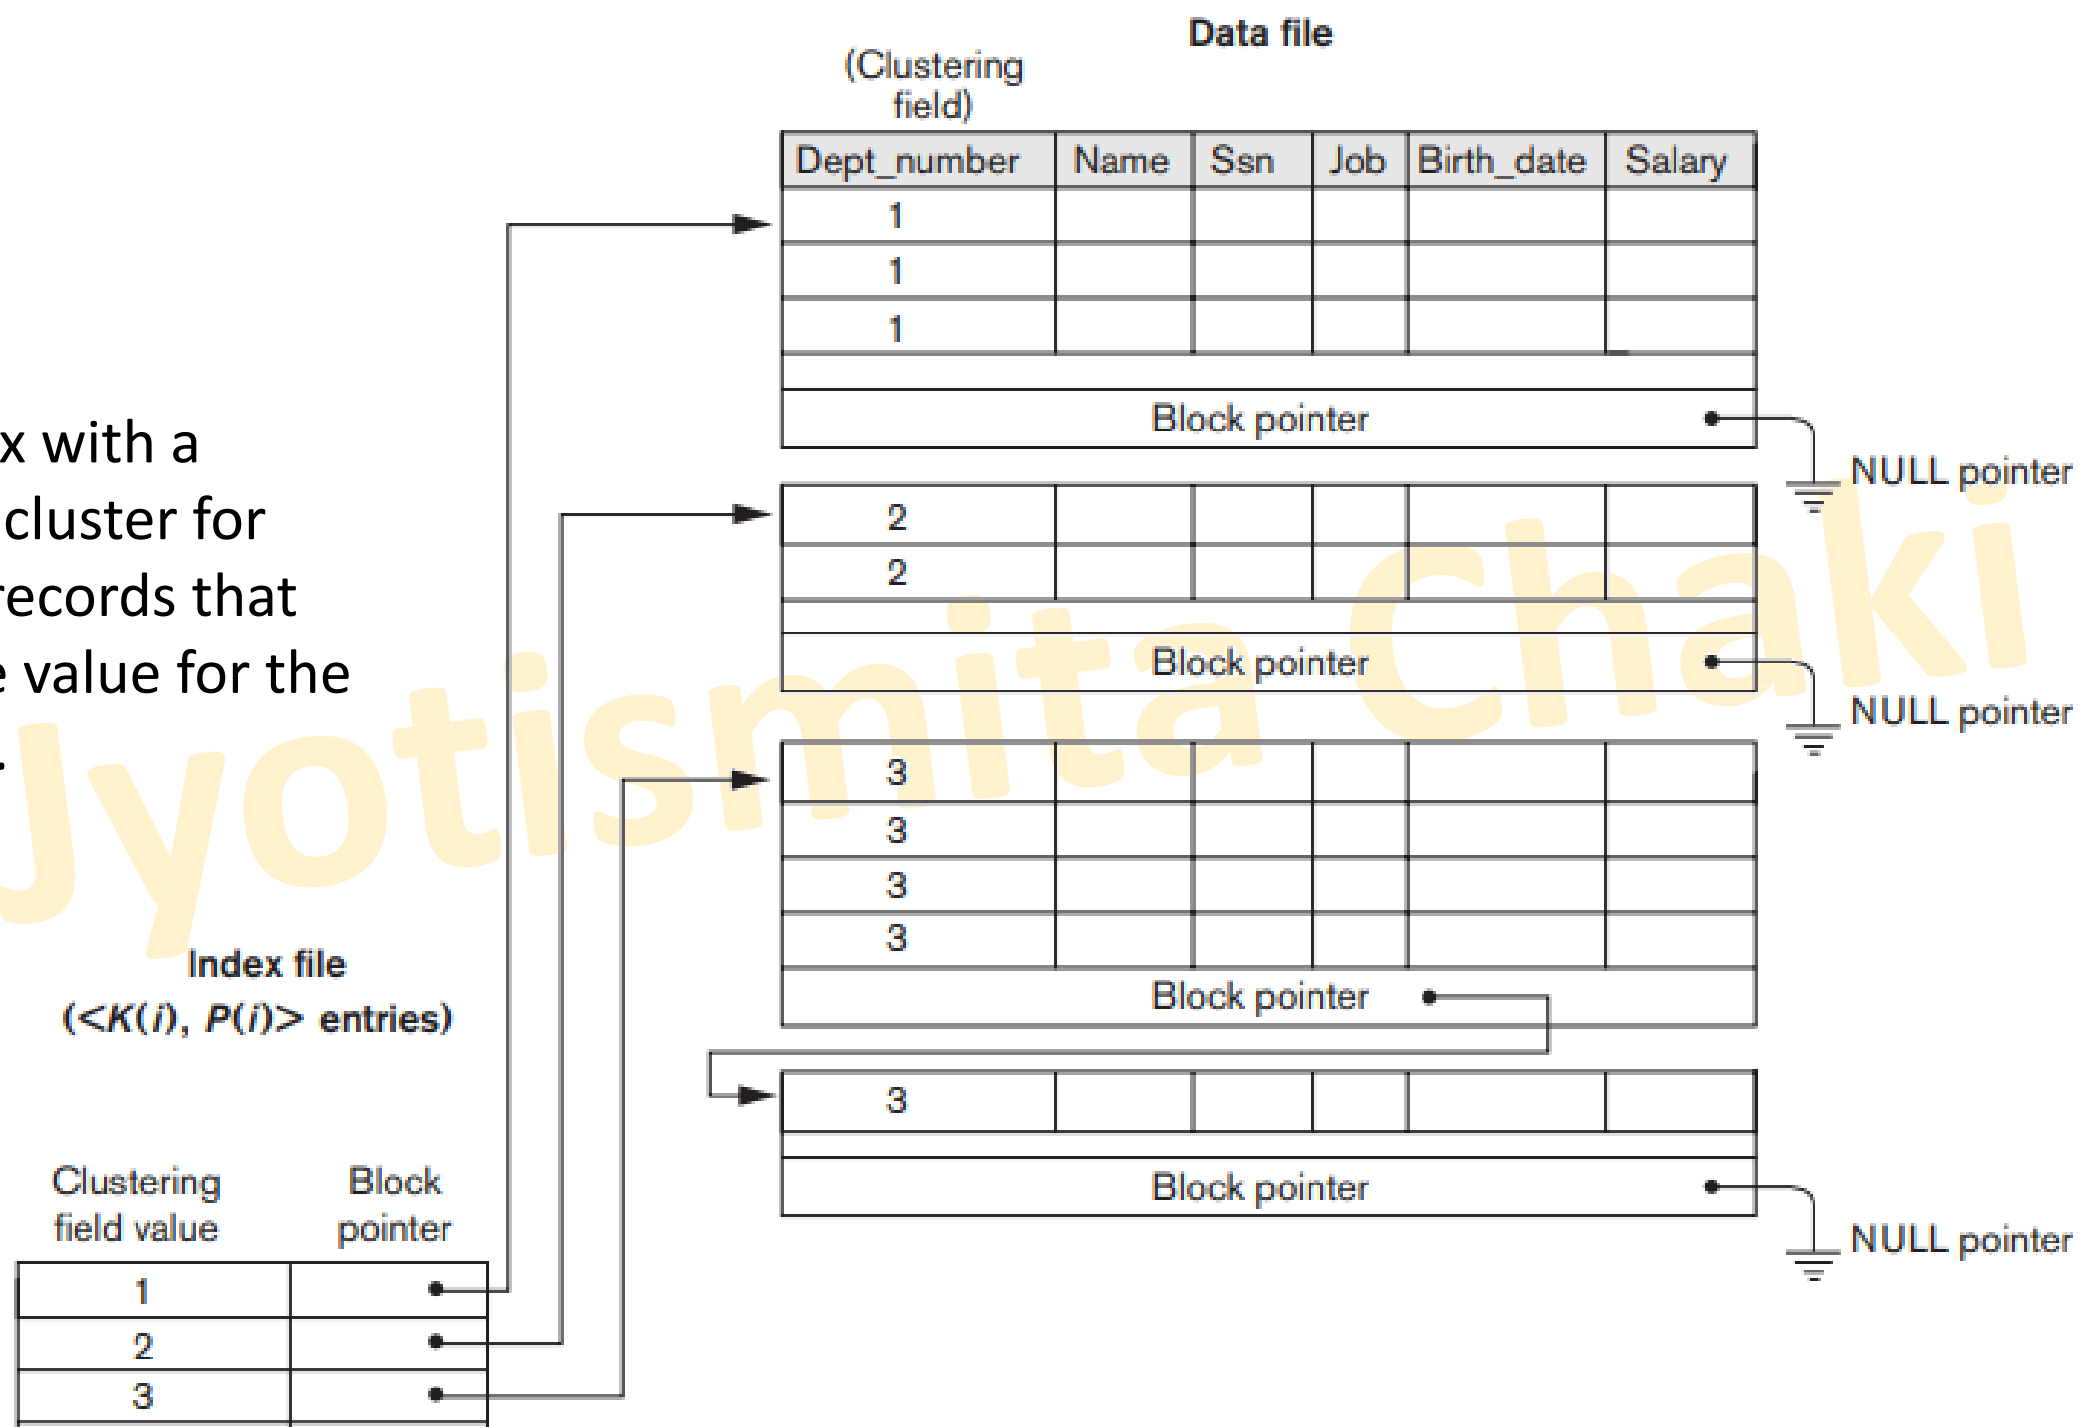 Data file
(Clustering
field)
Dept_number Name Ssn Job Birth_date Salary
1
1
1
Block pointer
NULL pointer
2
2
Block pointer
NULL pointer
3
3
3
3
Block pointer
3
Block pointer
NULL pointer
x with a
cluster for
records that
e value for the
.
Jyotismita Chaki
Index file
(<K(i), P(i)> entries)
Clustering
field value
Block
pointer
1
2
3